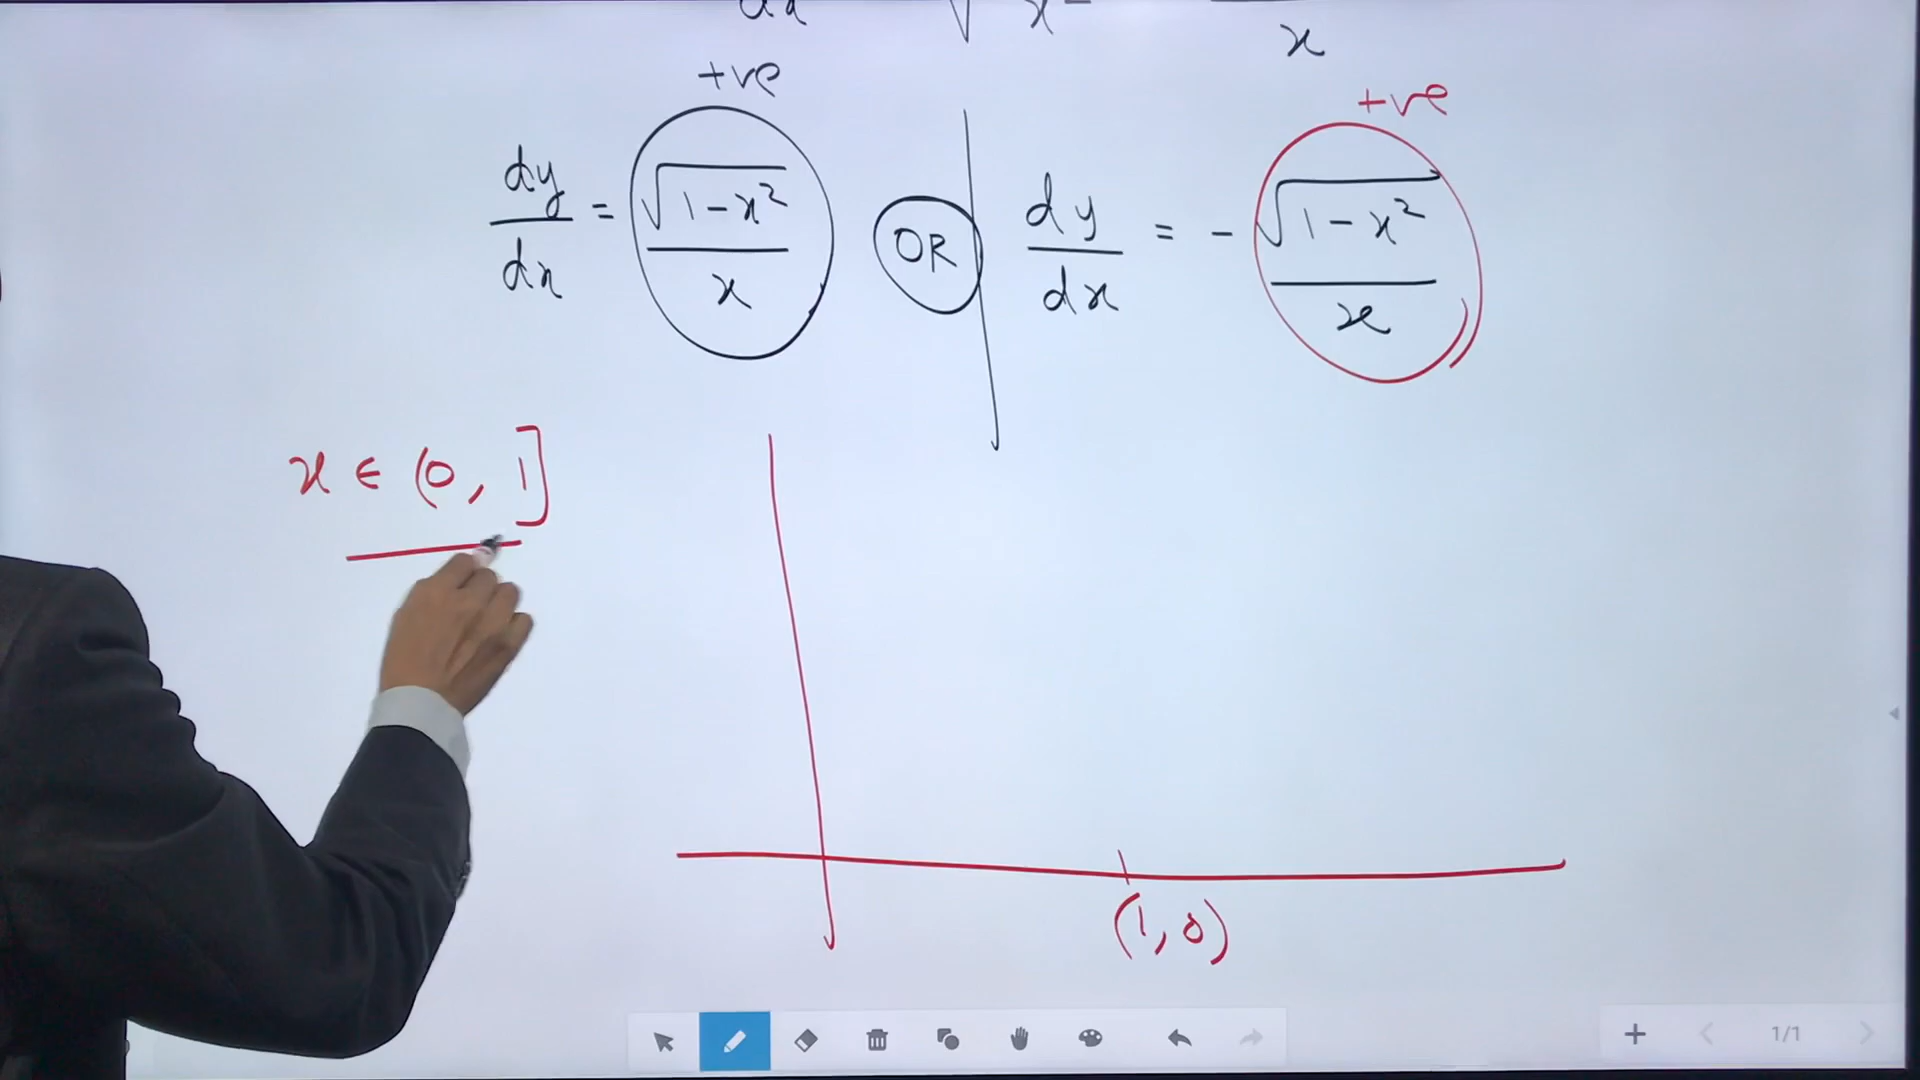 x
+ve
+ve
dy/dx = √(1-x²)/x OR dy/dx = -√(1-x²)/x
x ∈ (0, 1]
(1, 0)
1/1